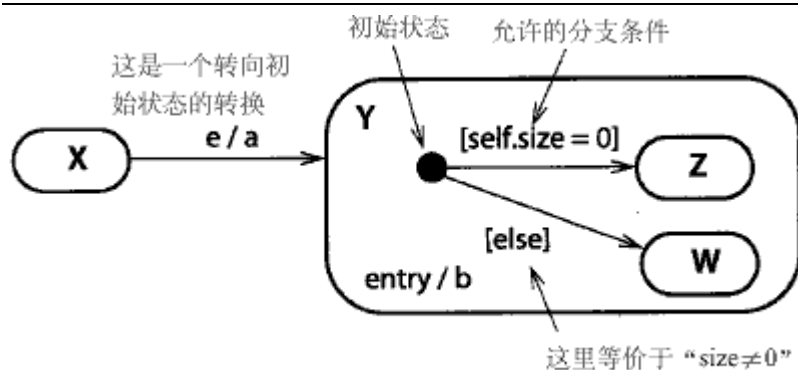 初始状态
允许的分支条件
这是一个转向初
始状态的转换
e / a
X
Y
[self.size = 0]
Z
[else]
W
entry / b
这里等价于“size≠0”